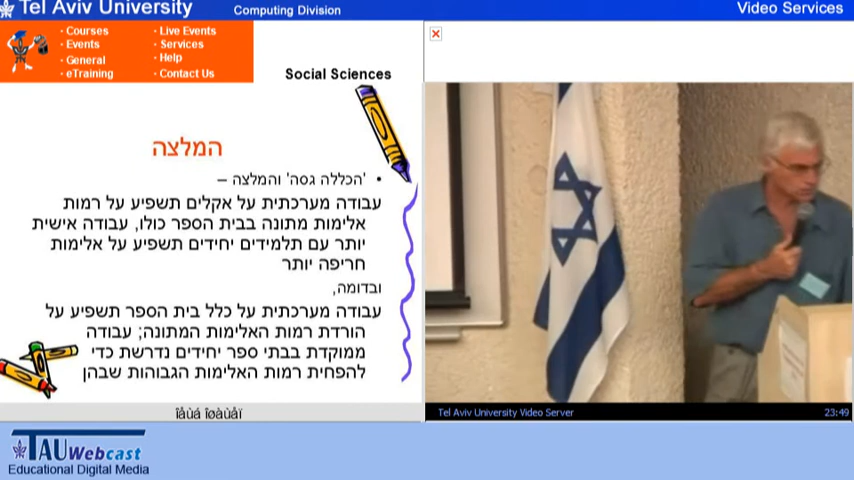 Tel Aviv University
Computing Division
Video Services
· Courses
· Events
· General
· eTraining
· Live Events
· Services
· Help
· Contact Us
Social Sciences
המלצה
• 'הכללה גסה' והמלצה –
עבודה מערכתית על אקלים תשפיע על רמות
אלימות מתונה בבית הספר כולו, עבודה אישית
יותר עם תלמידים יחידים תשפיע על אלימות
חריפה יותר
ובדומה,
עבודה מערכתית על כלל בית הספר תשפיע על
הורדת רמות האלימות המתונה; עבודה
ממוקדת בבתי ספר יחידים נדרשת כדי
להפחית רמות האלימות הגבוהות שבהן
îåùá îøàùåï
Tel Aviv University Video Server
23:49
TAU Webcast
Educational Digital Media